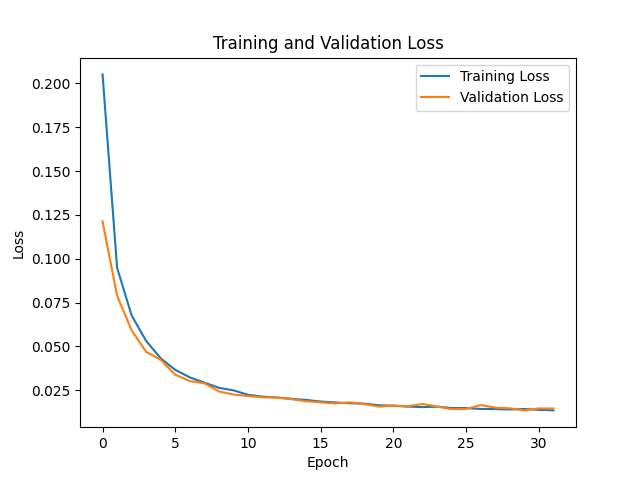 Training and Validation Loss
Training Loss
Validation Loss
0.200
0.175
0.150
0.125
0.100
0.075
0.050
0.025
Loss
0 5 10 15 20 25 30
Epoch